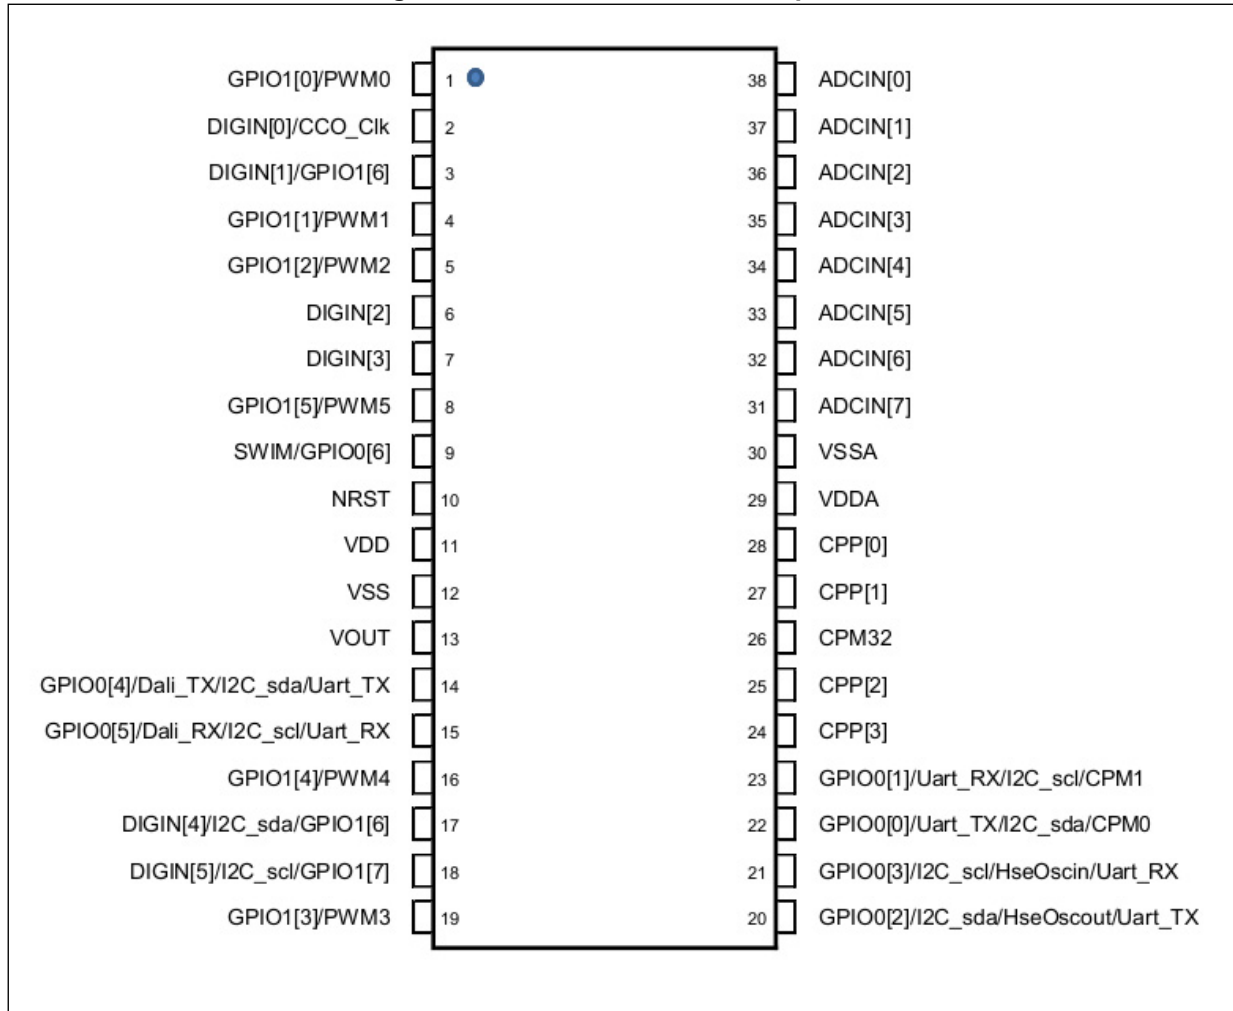 GPIO1[0]/PWM0 1 38 ADCIN[0]
DIGIN[0]/CCO_Clk 2 37 ADCIN[1]
DIGIN[1]/GPIO1[6] 3 36 ADCIN[2]
GPIO1[1]/PWM1 4 35 ADCIN[3]
GPIO1[2]/PWM2 5 34 ADCIN[4]
DIGIN[2] 6 33 ADCIN[5]
DIGIN[3] 7 32 ADCIN[6]
GPIO1[5]/PWM5 8 31 ADCIN[7]
SWIM/GPIO0[6] 9 30 VSSA
NRST 10 29 VDDA
VDD 11 28 CPP[0]
VSS 12 27 CPP[1]
VOUT 13 26 CPM32
GPIO0[4]/Dali_TX/I2C_sda/Uart_TX 14 25 CPP[2]
GPIO0[5]/Dali_RX/I2C_scl/Uart_RX 15 24 CPP[3]
GPIO1[4]/PWM4 16 23 GPIO0[1]/Uart_RX/I2C_scl/CPM1
DIGIN[4]/I2C_sda/GPIO1[6] 17 22 GPIO0[0]/Uart_TX/I2C_sda/CPM0
DIGIN[5]/I2C_scl/GPIO1[7] 18 21 GPIO0[3]/I2C_scl/HseOscin/Uart_RX
GPIO1[3]/PWM3 19 20 GPIO0[2]/I2C_sda/HseOscout/Uart_TX